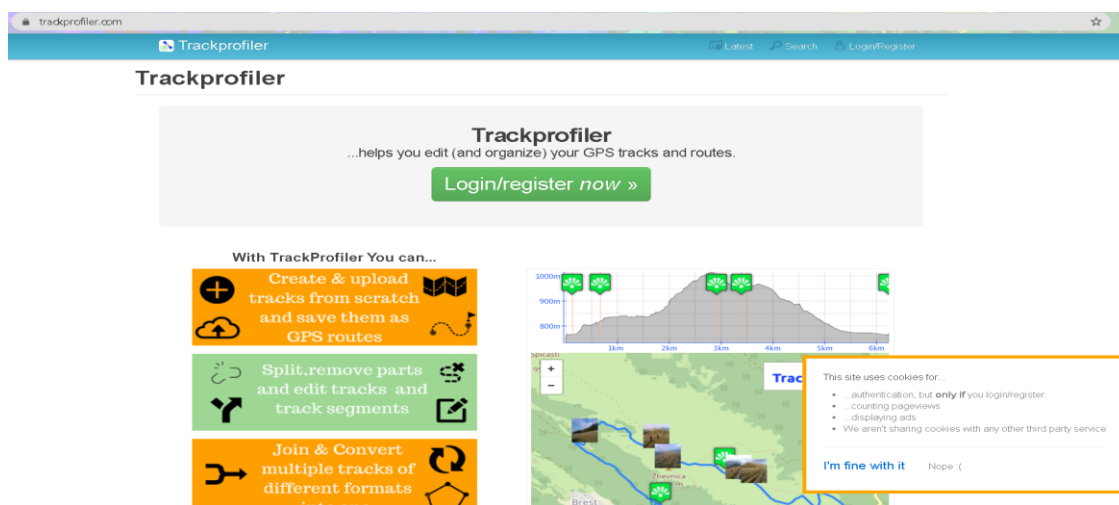 trackprofiler.com
Trackprofiler
Latest
Search
Login/Register
Trackprofiler
Trackprofiler
...helps you edit (and organize) your GPS tracks and routes.
Login/register now »
With TrackProfiler You can...
Create & upload
tracks from scratch
and save them as
GPS routes
Split,remove parts
and edit tracks and
track segments
Join & Convert
multiple tracks of
different formats
1000m
900m
800m
1km
2km
3km
4km
5km
6km
Spicasti
+
−
Trac
Brest
This site uses cookies for...
...authentication, but only if you login/register.
...counting pageviews
...displaying ads
We aren't sharing cookies with any other third party service
I'm fine with it
Nope :(